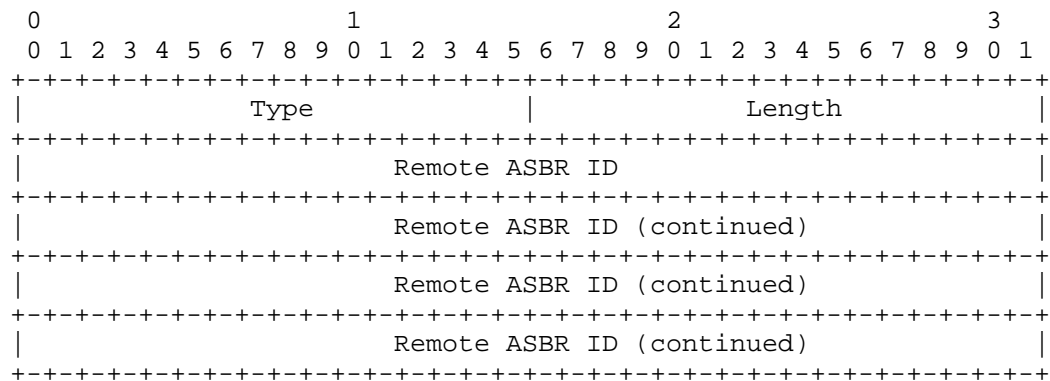 0                   1                   2                   3
 0 1 2 3 4 5 6 7 8 9 0 1 2 3 4 5 6 7 8 9 0 1 2 3 4 5 6 7 8 9 0 1
+-+-+-+-+-+-+-+-+-+-+-+-+-+-+-+-+-+-+-+-+-+-+-+-+-+-+-+-+-+-+-+-+
|              Type             |             Length            |
+-+-+-+-+-+-+-+-+-+-+-+-+-+-+-+-+-+-+-+-+-+-+-+-+-+-+-+-+-+-+-+-+
|                       Remote ASBR ID                          |
+-+-+-+-+-+-+-+-+-+-+-+-+-+-+-+-+-+-+-+-+-+-+-+-+-+-+-+-+-+-+-+-+
|                       Remote ASBR ID (continued)              |
+-+-+-+-+-+-+-+-+-+-+-+-+-+-+-+-+-+-+-+-+-+-+-+-+-+-+-+-+-+-+-+-+
|                       Remote ASBR ID (continued)              |
+-+-+-+-+-+-+-+-+-+-+-+-+-+-+-+-+-+-+-+-+-+-+-+-+-+-+-+-+-+-+-+-+
|                       Remote ASBR ID (continued)              |
+-+-+-+-+-+-+-+-+-+-+-+-+-+-+-+-+-+-+-+-+-+-+-+-+-+-+-+-+-+-+-+-+